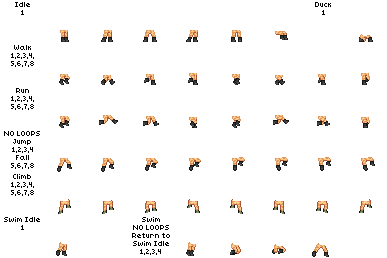 Idle
1
Duck
1
Walk
1,2,3,4,
5,6,7,8
Run
1,2,3,4,
5,6,7,8
NO LOOPS
Jump
1,2,3,4
Fall
5,6,7,8
Climb
1,2,3,4,
5,6,7,8
Swim Idle
1
Swim
NO LOOPS
Return to
Swim Idle
1,2,3,4